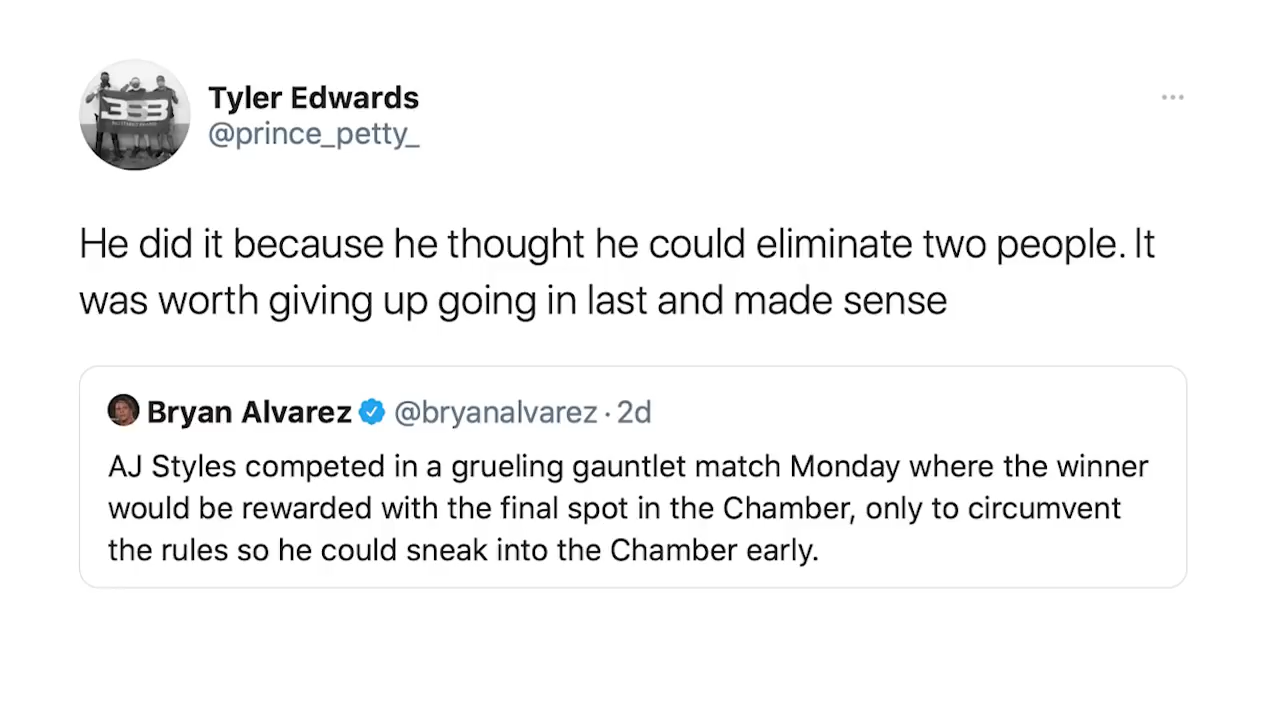 Tyler Edwards
@prince_petty_
He did it because he thought he could eliminate two people. It
was worth giving up going in last and made sense
Bryan Alvarez @bryanalvarez · 2d
AJ Styles competed in a grueling gauntlet match Monday where the winner
would be rewarded with the final spot in the Chamber, only to circumvent
the rules so he could sneak into the Chamber early.